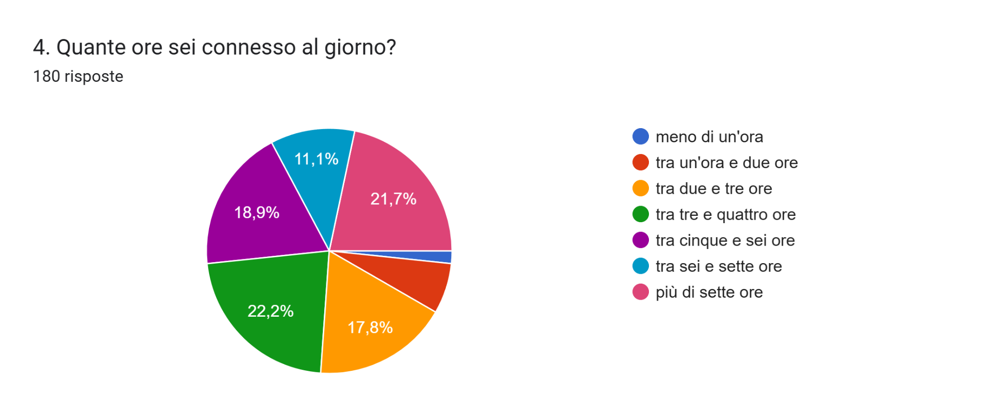 4. Quante ore sei connesso al giorno?
180 risposte
11,1%
21,7%
18,9%
22,2%
17,8%
meno di un'ora
tra un'ora e due ore
tra due e tre ore
tra tre e quattro ore
tra cinque e sei ore
tra sei e sette ore
più di sette ore